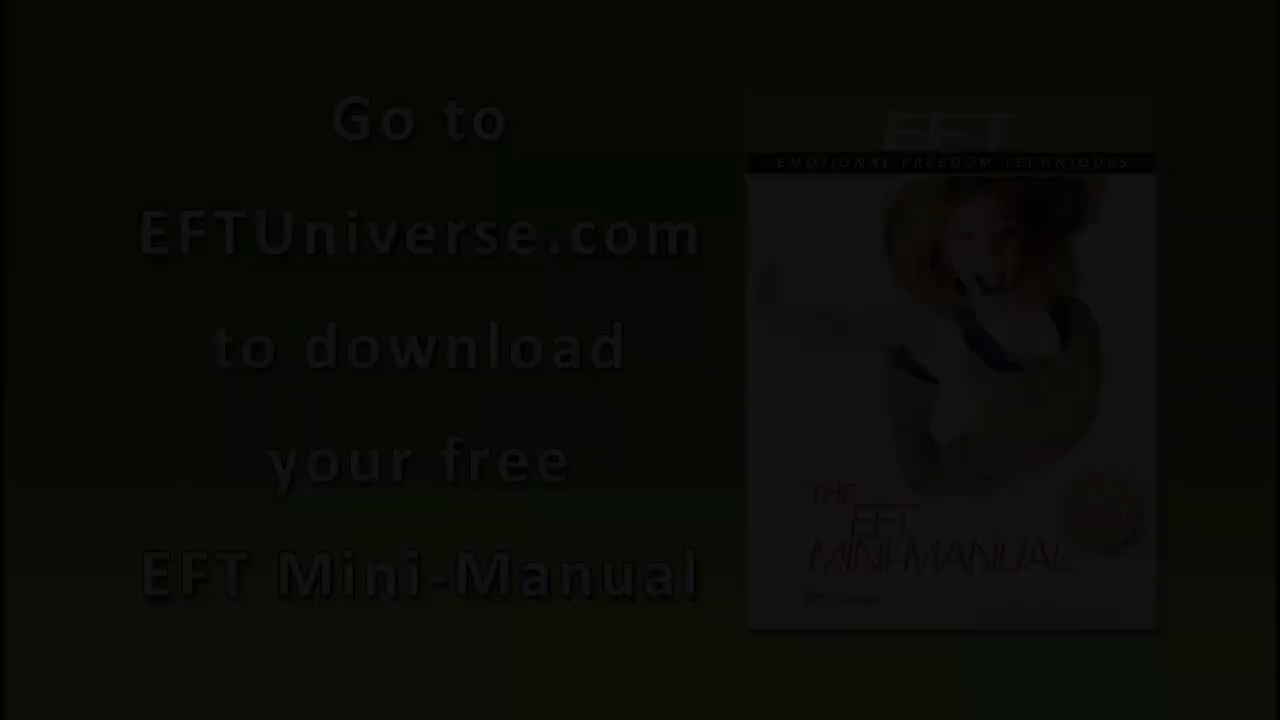 Go to
EFTUniverse.com
to download
your free
EFT Mini-Manual
EFT
EMOTIONAL FREEDOM TECHNIQUES
THE
EFT
MINI-MANUAL